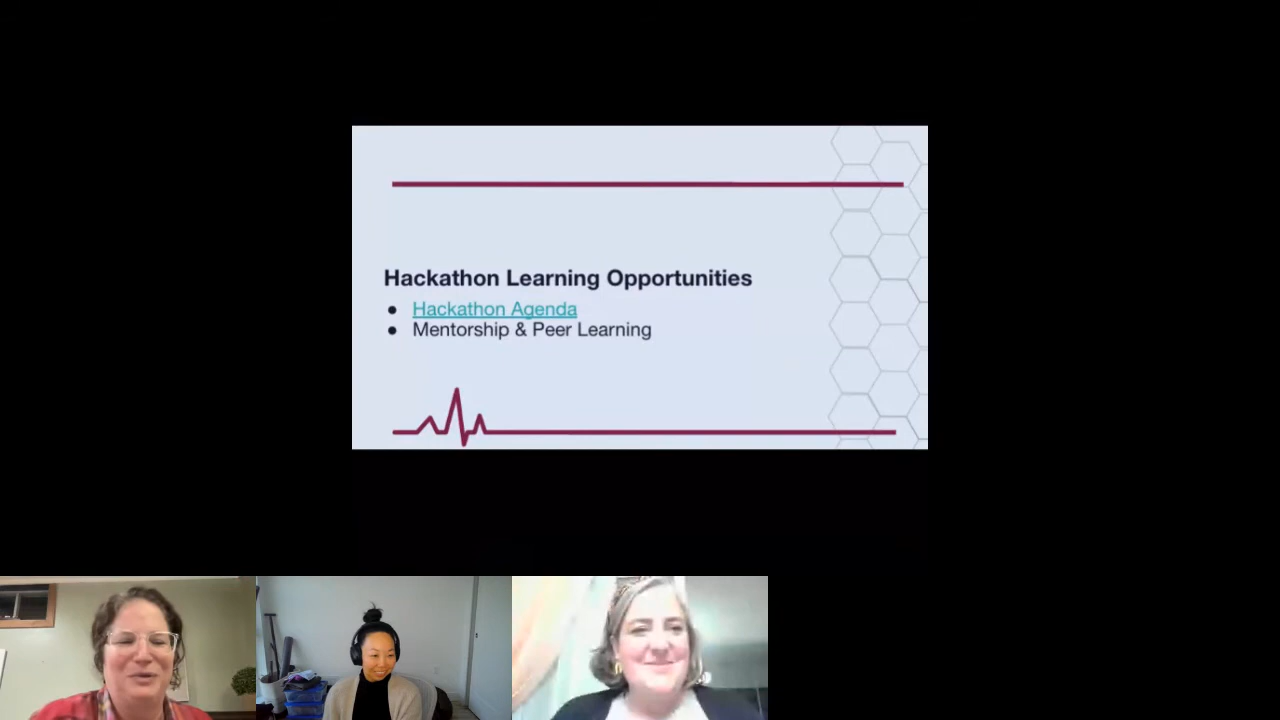 Hackathon Learning Opportunities
● Hackathon Agenda
● Mentorship & Peer Learning